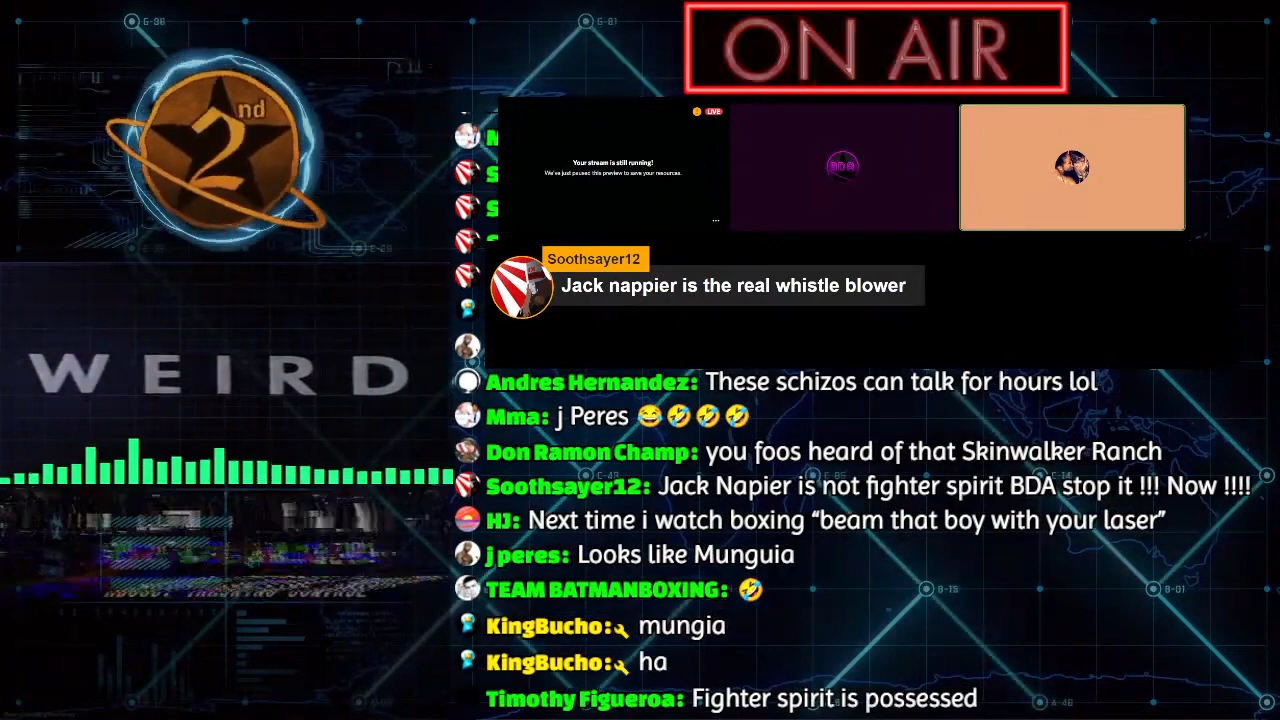 G-36
G-81
ON AIR
2nd
LIVE
Your stream is still running!
We've just paused this preview to save your resources.
BDA
M
S
S
Soothsayer12
Jack nappier is the real whistle blower
WEIRD
Andres Hernandez: These schizos can talk for hours lol
Mma: j Peres 😂🤣🤣🤣
Don Ramon Champ: you foos heard of that Skinwalker Ranch
Soothsayer12: Jack Napier is not fighter spirit BDA stop it !!! Now !!!!
HJ: Next time i watch boxing “beam that boy with your laser”
j peres: Looks like Munguia
TEAM BATMANBOXING: 🤣
KingBucho: mungia
KingBucho: ha
Timothy Figueroa: Fighter spirit is possessed